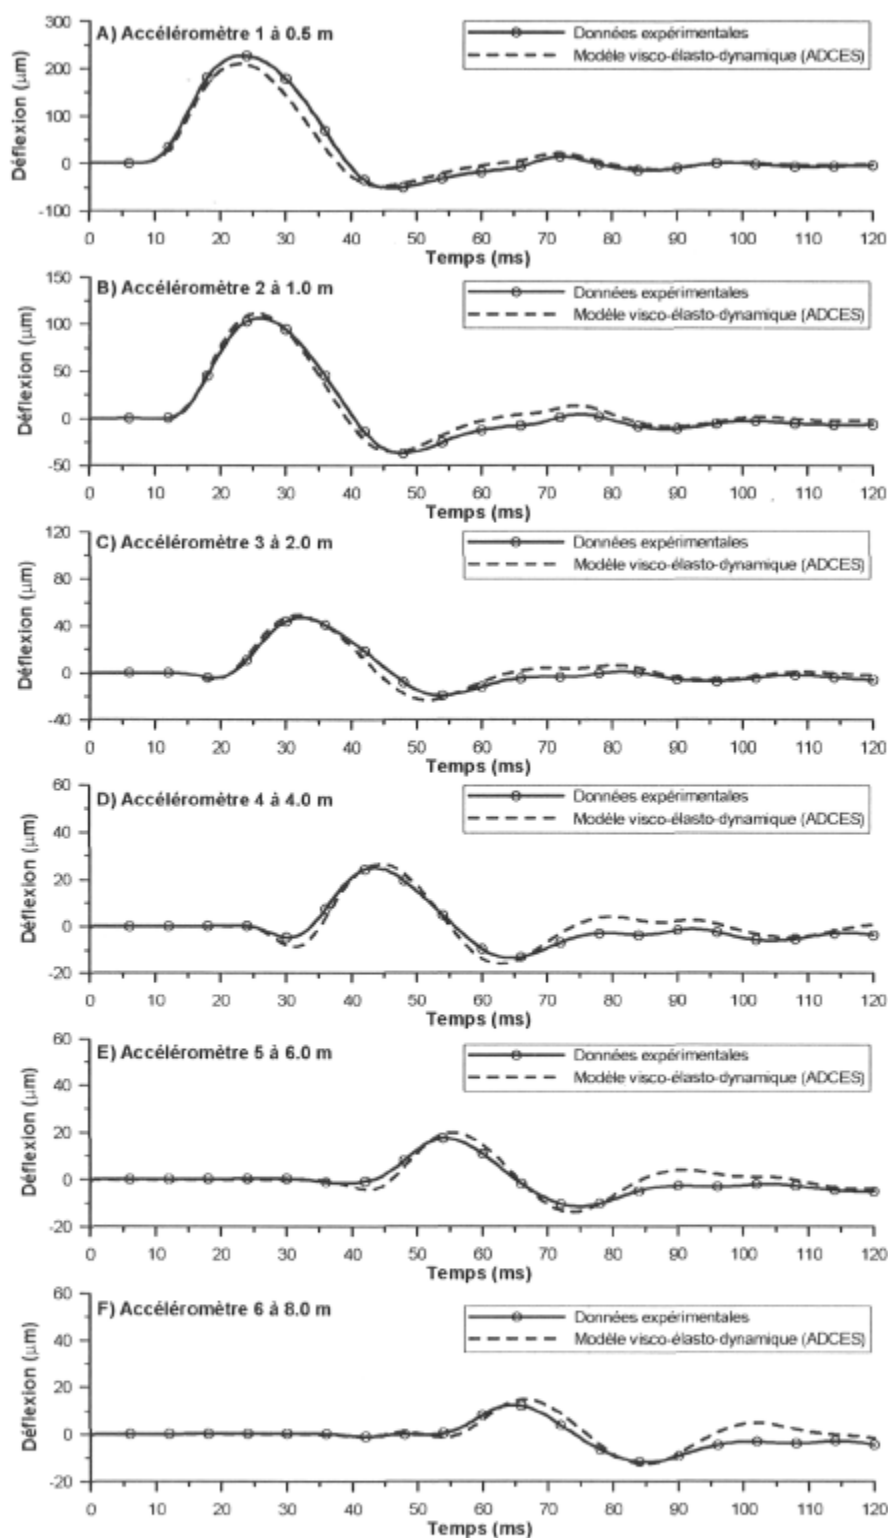 A) Accéléromètre 1 à 0.5 m
Données expérimentales
Modèle visco-élasto-dynamique (ADCES)
Déflexion (μm)
300
200
100
0
-100
0 10 20 30 40 50 60 70 80 90 100 110 120
Temps (ms)
B) Accéléromètre 2 à 1.0 m
Données expérimentales
Modèle visco-élasto-dynamique (ADCES)
Déflexion (μm)
150
100
50
0
-50
0 10 20 30 40 50 60 70 80 90 100 110 120
Temps (ms)
C) Accéléromètre 3 à 2.0 m
Données expérimentales
Modèle visco-élasto-dynamique (ADCES)
Déflexion (μm)
120
80
40
0
-40
0 10 20 30 40 50 60 70 80 90 100 110 120
Temps (ms)
D) Accéléromètre 4 à 4.0 m
Données expérimentales
Modèle visco-élasto-dynamique (ADCES)
Déflexion (μm)
60
40
20
0
-20
0 10 20 30 40 50 60 70 80 90 100 110 120
Temps (ms)
E) Accéléromètre 5 à 6.0 m
Données expérimentales
Modèle visco-élasto-dynamique (ADCES)
Déflexion (μm)
60
40
20
0
-20
0 10 20 30 40 50 60 70 80 90 100 110 120
Temps (ms)
F) Accéléromètre 6 à 8.0 m
Données expérimentales
Modèle visco-élasto-dynamique (ADCES)
Déflexion (μm)
60
40
20
0
-20
0 10 20 30 40 50 60 70 80 90 100 110 120
Temps (ms)